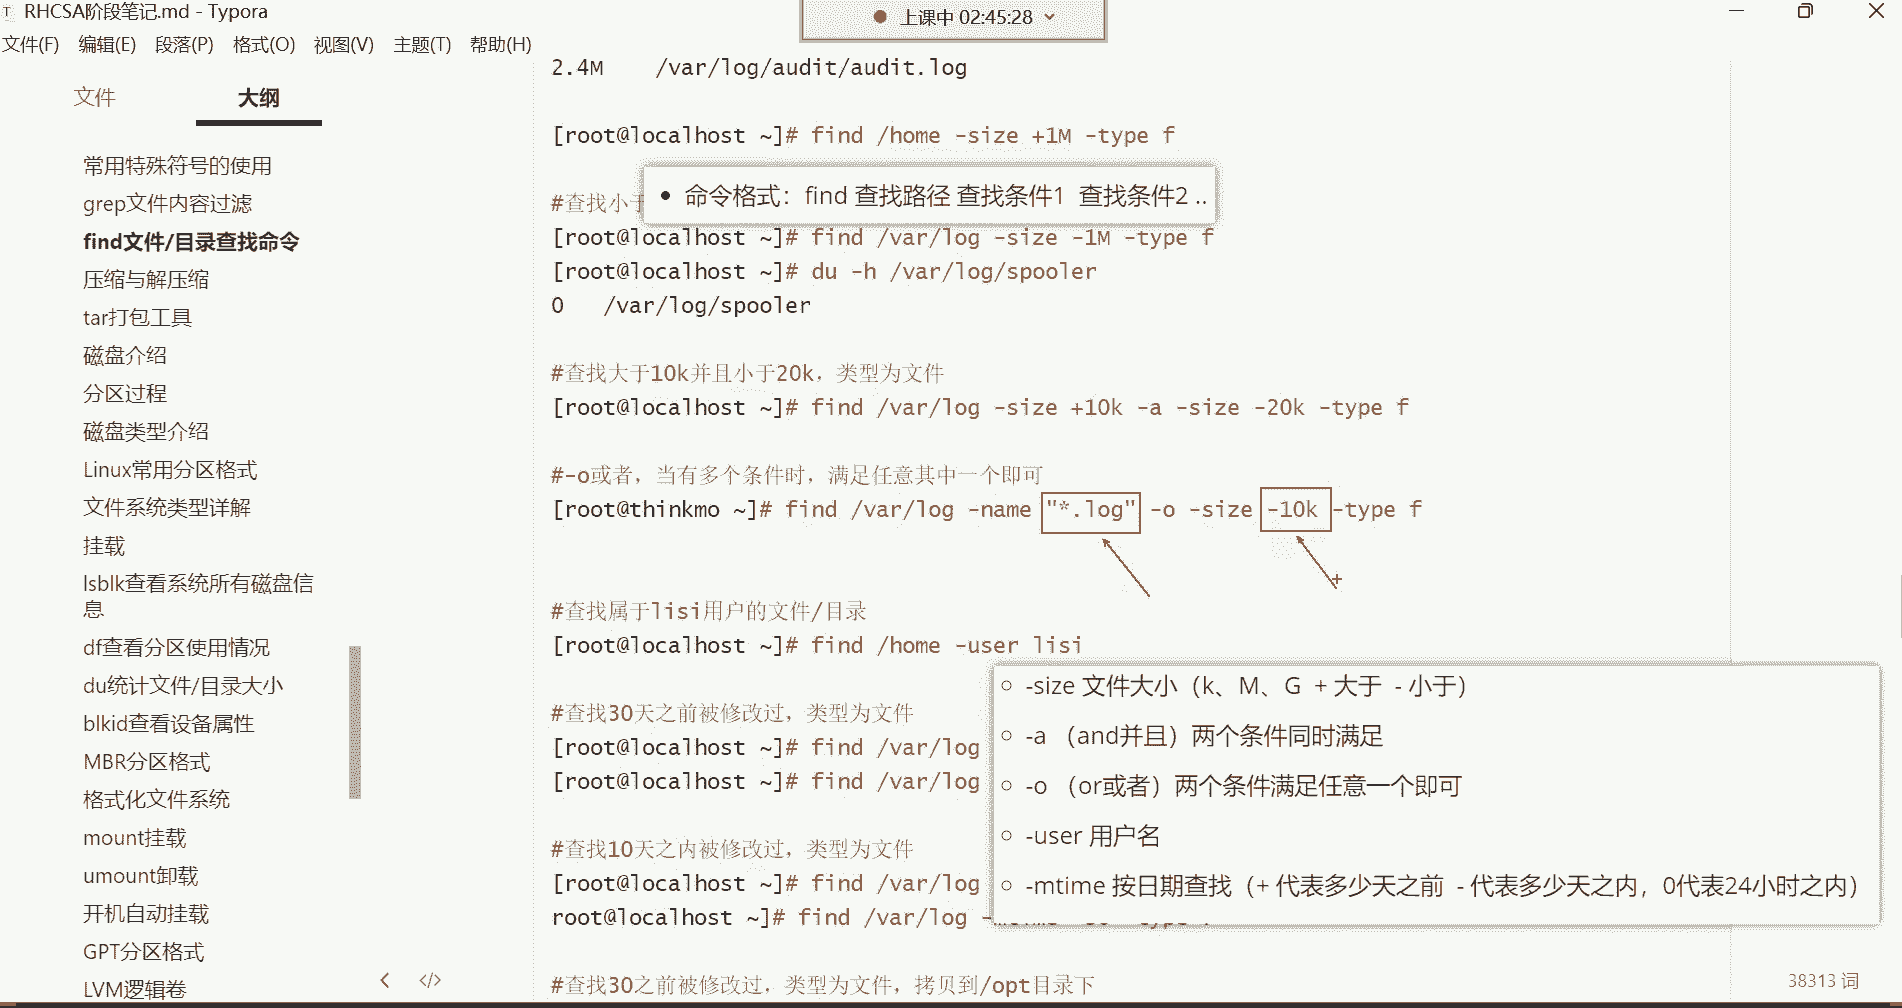 RHCSA阶段笔记.md - Typora
上课中 02:45:28
文件(F) 编辑(E) 段落(P) 格式(O) 视图(V) 主题(T) 帮助(H)
文件 大纲
常用特殊符号的使用
grep文件内容过滤
find文件/目录查找命令
压缩与解压缩
tar打包工具
磁盘介绍
分区过程
磁盘类型介绍
Linux常用分区格式
文件系统类型详解
挂载
lsblk查看系统所有磁盘信
息
df查看分区使用情况
du统计文件/目录大小
blkid查看设备属性
MBR分区格式
格式化文件系统
mount挂载
umount卸载
开机自动挂载
GPT分区格式
LVM逻辑卷
2.4M /var/log/audit/audit.log
[root@localhost ~]# find /home -size +1M -type f
命令格式：find 查找路径 查找条件1 查找条件2 ..
#查找小于
[root@localhost ~]# find /var/log -size -1M -type f
[root@localhost ~]# du -h /var/log/spooler
0 /var/log/spooler
#查找大于10k并且小于20k，类型为文件
[root@localhost ~]# find /var/log -size +10k -a -size -20k -type f
#-o或者，当有多个条件时，满足任意其中一个即可
[root@thinkmo ~]# find /var/log -name "*.log" -o -size -10k -type f
#查找属于lisi用户的文件/目录
[root@localhost ~]# find /home -user lisi
#查找30天之前被修改过，类型为文件
[root@localhost ~]# find /var/log
[root@localhost ~]# find /var/log
#查找10天之内被修改过，类型为文件
[root@localhost ~]# find /var/log
root@localhost ~]# find /var/log
#查找30之前被修改过，类型为文件，拷贝到/opt目录下
-size 文件大小（k、M、G + 大于 - 小于）
-a （and并且）两个条件同时满足
-o （or或者）两个条件满足任意一个即可
-user 用户名
-mtime 按日期查找（+ 代表多少天之前 - 代表多少天之内，0代表24小时之内）
38313 词